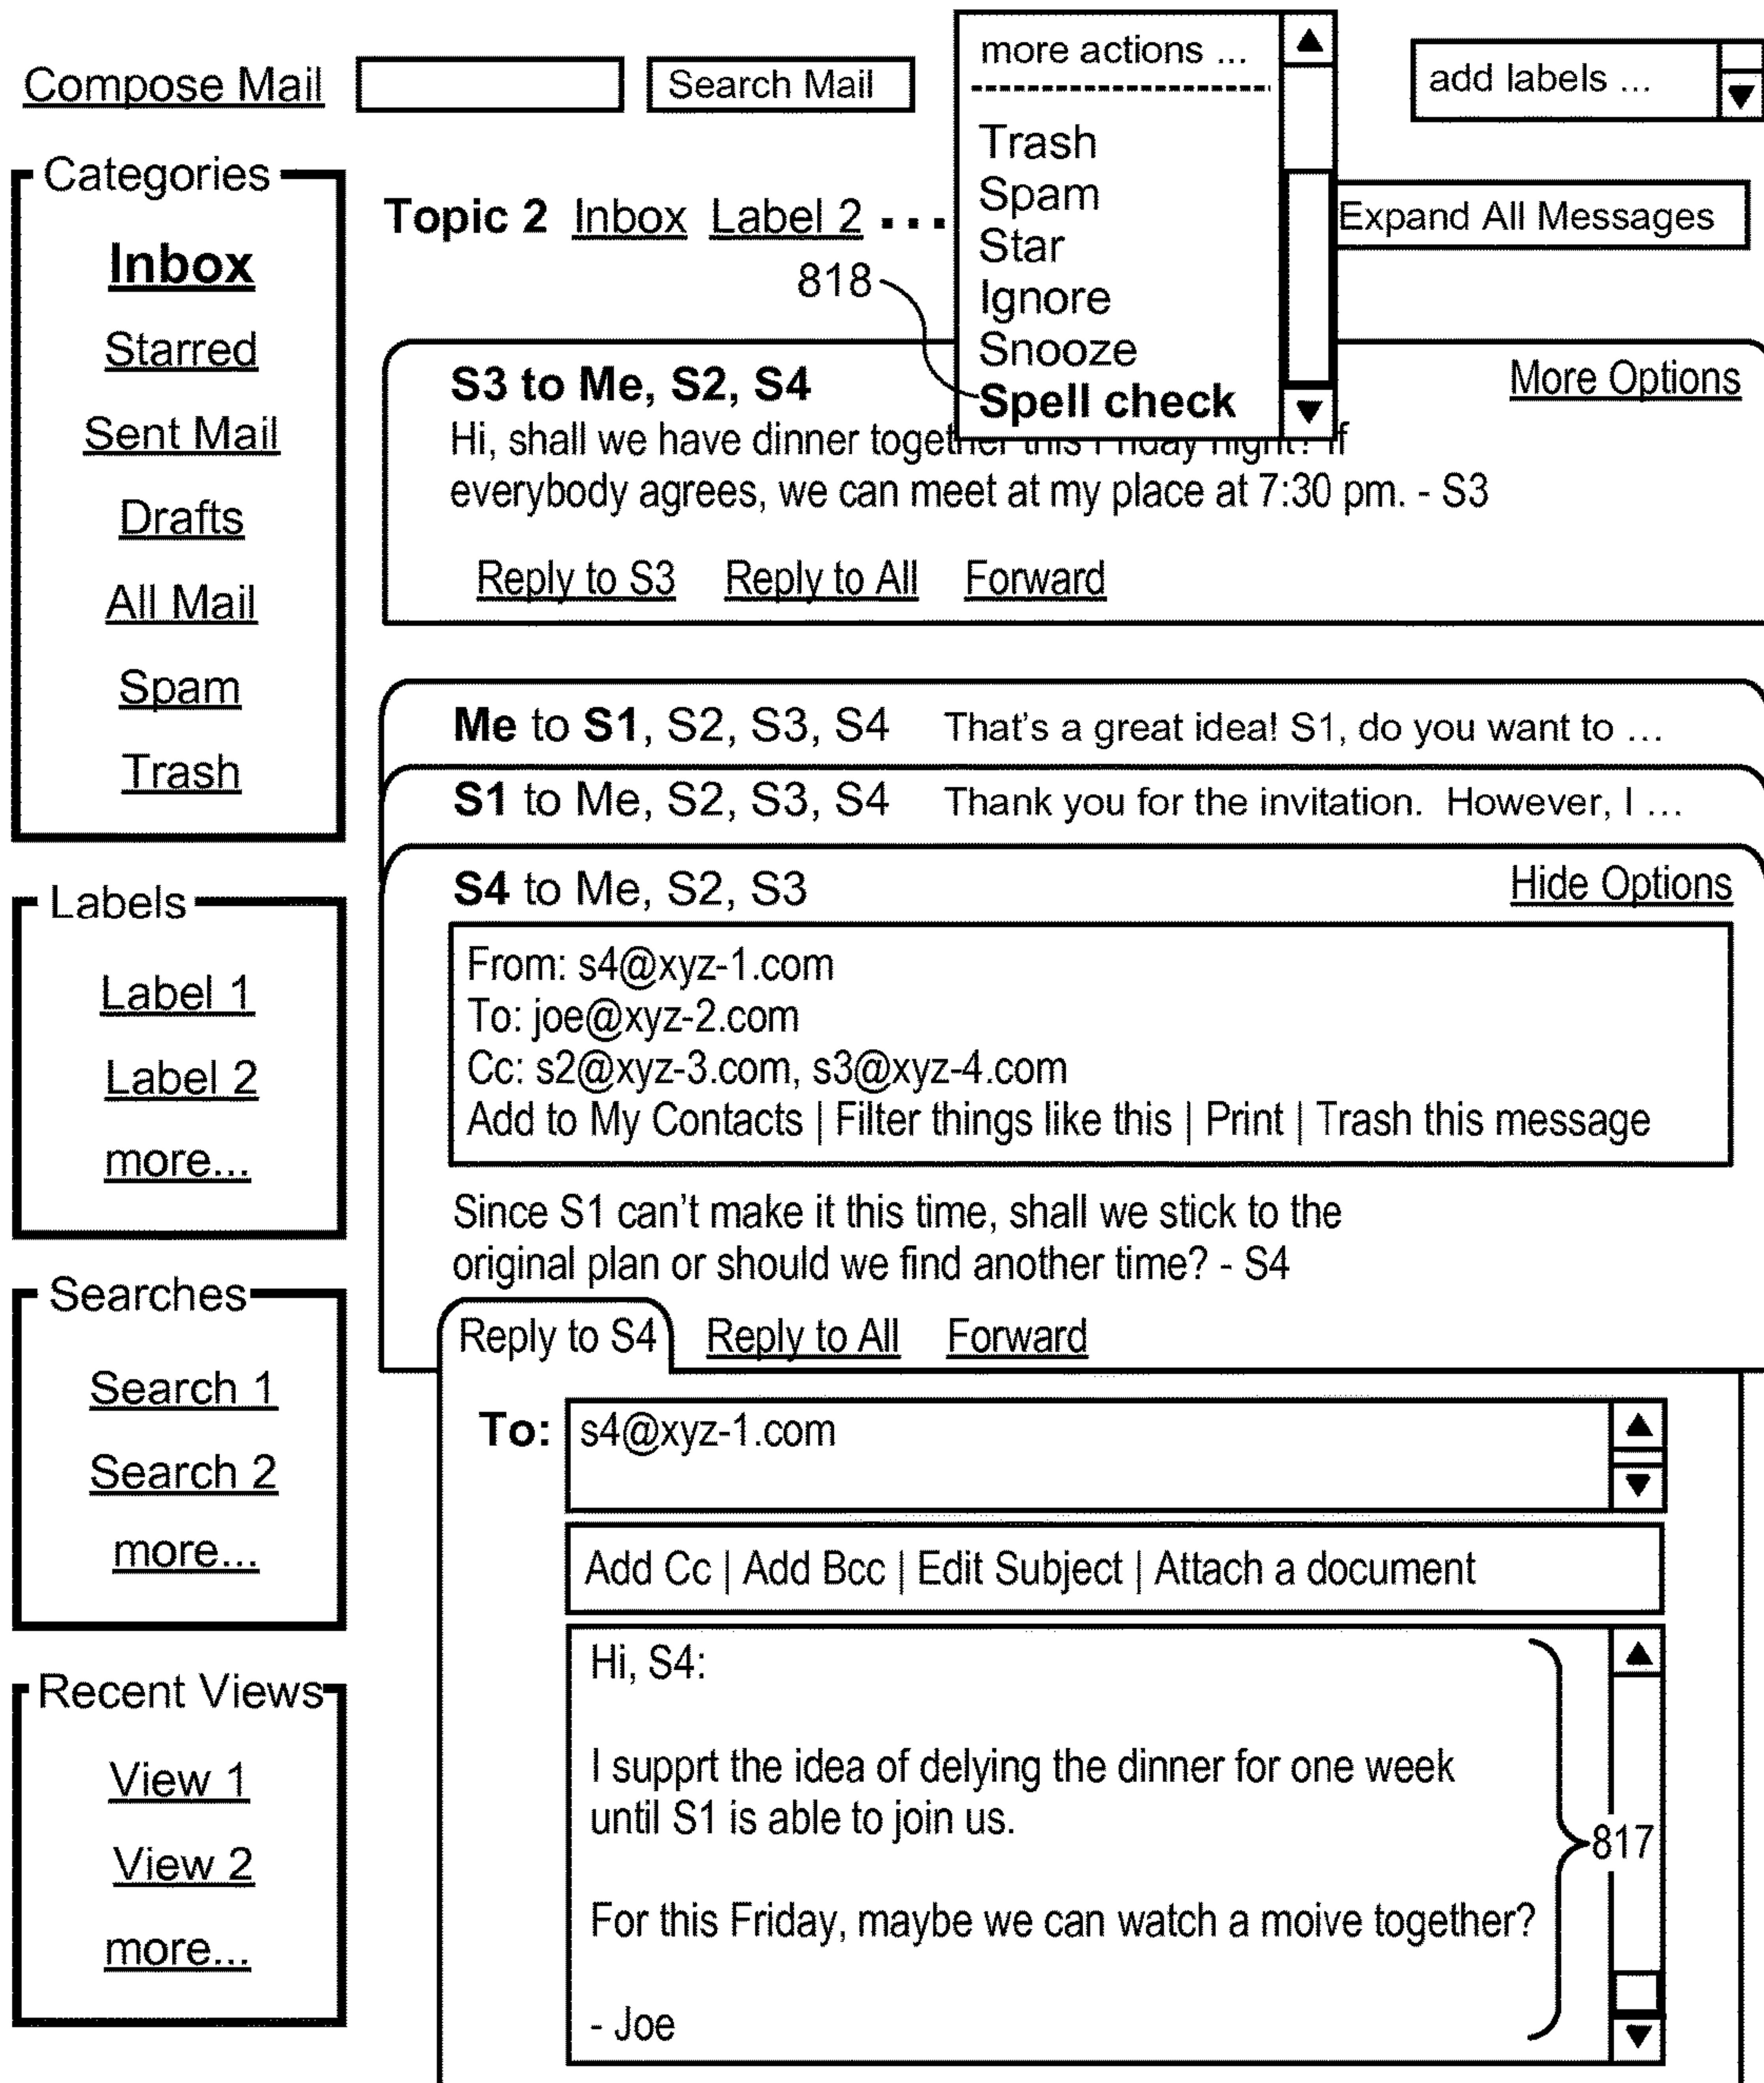 Compose Mail
Search Mail
more actions ...
Trash
Spam
Star
Ignore
Snooze
Spell check
add labels ...
Categories
Inbox
Starred
Sent Mail
Drafts
All Mail
Spam
Trash
Labels
Label 1
Label 2
more...
Searches
Search 1
Search 2
more...
Recent Views
View 1
View 2
more...
Topic 2 Inbox Label 2 ...
Expand All Messages
818
S3 to Me, S2, S4
More Options
Hi, shall we have dinner together this Friday night? If
everybody agrees, we can meet at my place at 7:30 pm. - S3
Reply to S3 Reply to All Forward
Me to S1, S2, S3, S4 That's a great idea! S1, do you want to ...
S1 to Me, S2, S3, S4 Thank you for the invitation. However, I ...
S4 to Me, S2, S3 Hide Options
From: s4@xyz-1.com
To: joe@xyz-2.com
Cc: s2@xyz-3.com, s3@xyz-4.com
Add to My Contacts | Filter things like this | Print | Trash this message
Since S1 can't make it this time, shall we stick to the
original plan or should we find another time? - S4
Reply to S4 Reply to All Forward
To: s4@xyz-1.com
Add Cc | Add Bcc | Edit Subject | Attach a document
Hi, S4:
I supprt the idea of delying the dinner for one week
until S1 is able to join us.
817
For this Friday, maybe we can watch a moive together?
- Joe